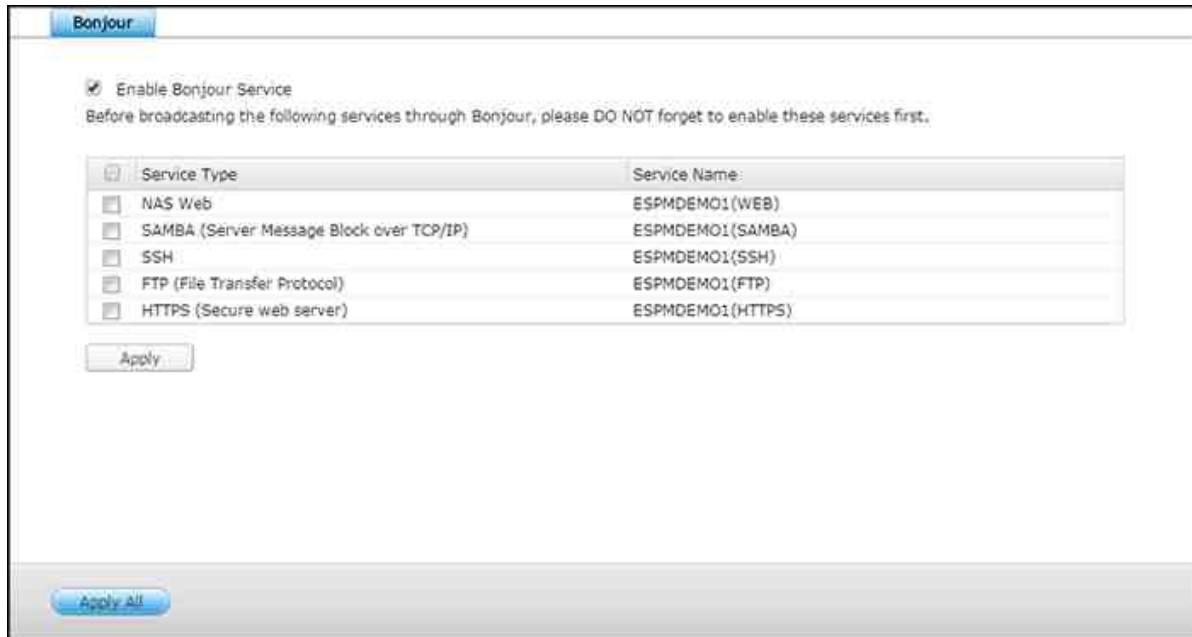 Bonjour
Enable Bonjour Service
Before broadcasting the following services through Bonjour, please DO NOT forget to enable these services first.
Service Type Service Name
NAS Web ESPMDEMO1(WEB)
SAMBA (Server Message Block over TCP/IP) ESPMDEMO1(SAMBA)
SSH ESPMDEMO1(SSH)
FTP (File Transfer Protocol) ESPMDEMO1(FTP)
HTTPS (Secure web server) ESPMDEMO1(HTTPS)
Apply
Apply All